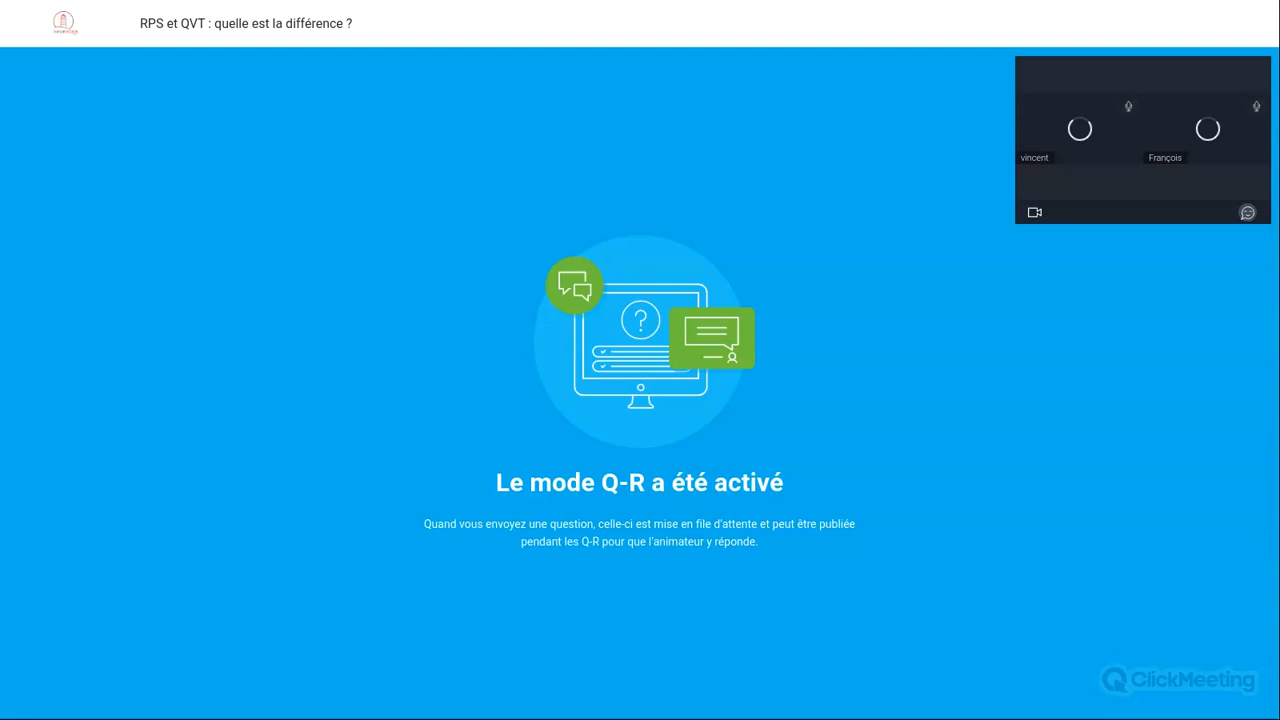 RPS et QVT : quelle est la différence ?
vincent
François
Le mode Q-R a été activé
Quand vous envoyez une question, celle-ci est mise en file d'attente et peut être publiée
pendant les Q-R pour que l'animateur y réponde.
ClickMeeting